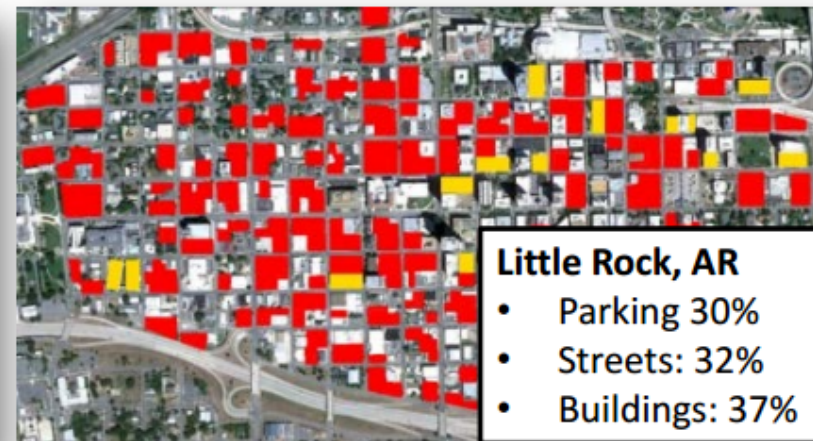 Little Rock, AR
• Parking 30%
• Streets: 32%
• Buildings: 37%